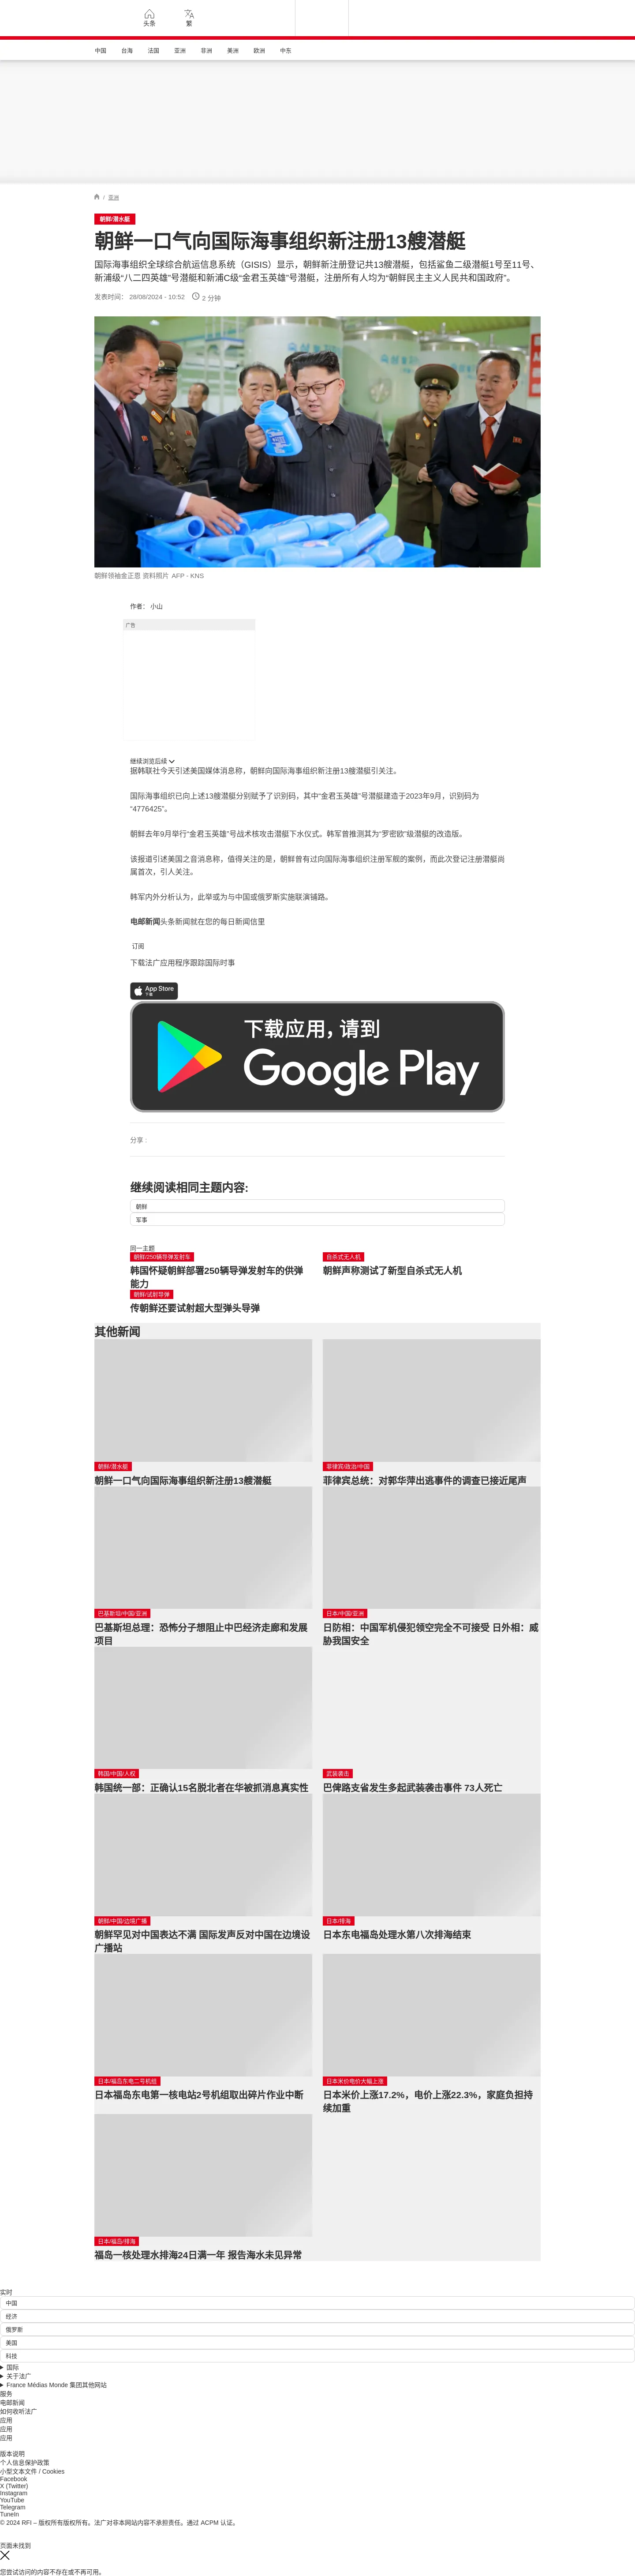 头条
繁
中国
台海
法国
亚洲
非洲
美洲
欧洲
中东
/ 亚洲
朝鲜/潜水艇
朝鲜一口气向国际海事组织新注册13艘潜艇
国际海事组织全球综合航运信息系统（GISIS）显示，朝鲜新注册登记共13艘潜艇，包括鲨鱼二级潜艇1号至11号、
新浦级“八二四英雄”号潜艇和新浦C级“金君玉英雄”号潜艇，注册所有人均为“朝鲜民主主义人民共和国政府”。
发表时间： 28/08/2024 - 10:52
2 分钟
朝鲜领袖金正恩 资料照片 AFP - KNS
作者： 小山
广告
继续浏览后续
据韩联社今天引述美国媒体消息称，朝鲜向国际海事组织新注册13艘潜艇引关注。
国际海事组织已向上述13艘潜艇分别赋予了识别码，其中“金君玉英雄”号潜艇建造于2023年9月，识别码为
“4776425”。
朝鲜去年9月举行“金君玉英雄”号战术核攻击潜艇下水仪式。韩军曾推测其为“罗密欧”级潜艇的改造版。
该报道引述美国之音消息称，值得关注的是，朝鲜曾有过向国际海事组织注册军舰的案例，而此次登记注册潜艇尚
属首次，引人关注。
韩军内外分析认为，此举或为与中国或俄罗斯实施联演铺路。
电邮新闻头条新闻就在您的每日新闻信里
订阅
下载法广应用程序跟踪国际时事
App Store
下载
下载应用，请到
Google Play
分享 :
继续阅读相同主题内容:
朝鲜
军事
同一主题
朝鲜/250辆导弹发射车
韩国怀疑朝鲜部署250辆导弹发射车的供弹
能力
自杀式无人机
朝鲜声称测试了新型自杀式无人机
朝鲜/试射导弹
传朝鲜还要试射超大型弹头导弹
其他新闻
朝鲜/潜水艇
朝鲜一口气向国际海事组织新注册13艘潜艇
菲律宾/政治/中国
菲律宾总统：对郭华萍出逃事件的调查已接近尾声
巴基斯坦/中国/亚洲
巴基斯坦总理：恐怖分子想阻止中巴经济走廊和发展
项目
日本/中国/亚洲
日防相：中国军机侵犯领空完全不可接受 日外相：威
胁我国安全
韩国/中国/人权
韩国统一部：正确认15名脱北者在华被抓消息真实性
武装袭击
巴俾路支省发生多起武装袭击事件 73人死亡
朝鲜/中国/边境广播
朝鲜罕见对中国表达不满 国际发声反对中国在边境设
广播站
日本/排海
日本东电福岛处理水第八次排海结束
日本/福岛东电二号机组
日本福岛东电第一核电站2号机组取出碎片作业中断
日本米价电价大幅上涨
日本米价上涨17.2%，电价上涨22.3%，家庭负担持
续加重
日本/福岛/排海
福岛一核处理水排海24日满一年 报告海水未见异常
实时
中国
经济
俄罗斯
美国
科技
国际
关于法广
France Médias Monde 集团其他网站
服务
电邮新闻
如何收听法广
应用
应用
应用
版本说明
个人信息保护政策
小型文本文件 / Cookies
Facebook
X (Twitter)
Instagram
YouTube
Telegram
TuneIn
© 2024 RFI – 版权所有版权所有。法广对非本网站内容不承担责任。通过 ACPM 认证。
页面未找到
您尝试访问的内容不存在或不再可用。